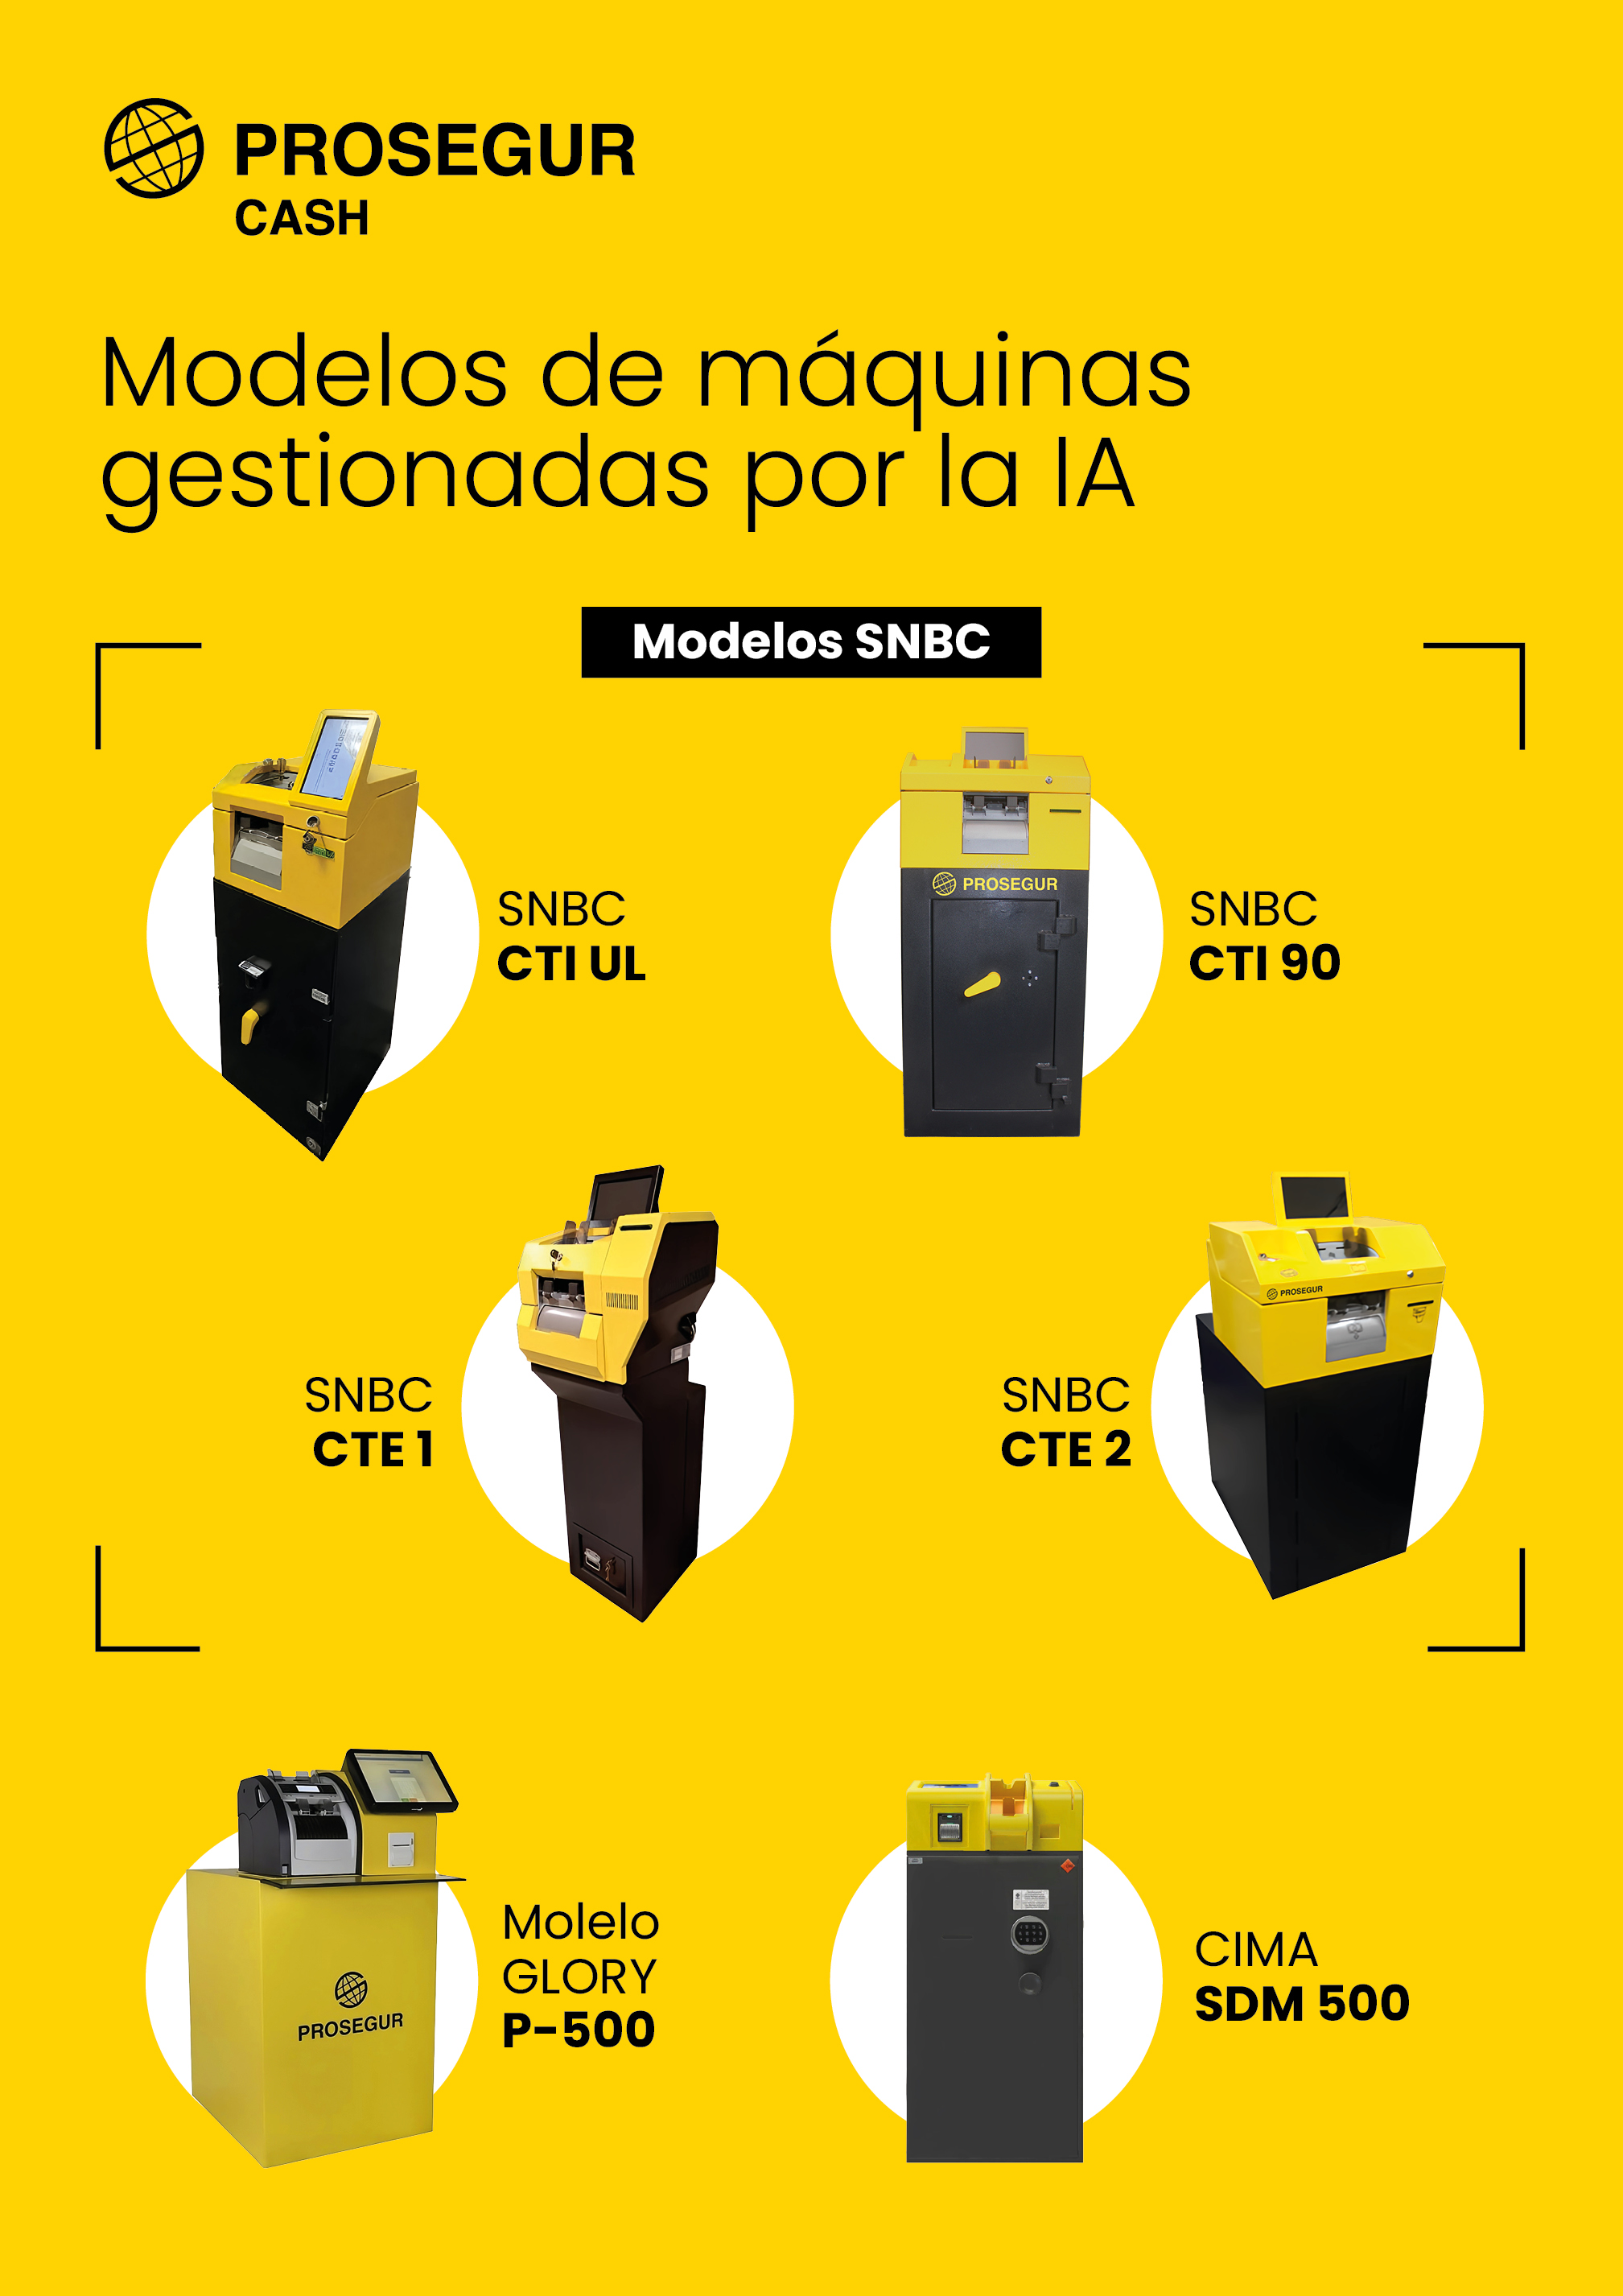 PROSEGUR
CASH
Modelos de máquinas
gestionadas por la IA
Modelos SNBC
SNBC
CTI UL
PROSEGUR
SNBC
CTI 90
SNBC
CTE 1
SNBC
CTE 2
PROSEGUR
PROSEGUR
Molelo
GLORY
P-500
CIMA
SDM 500